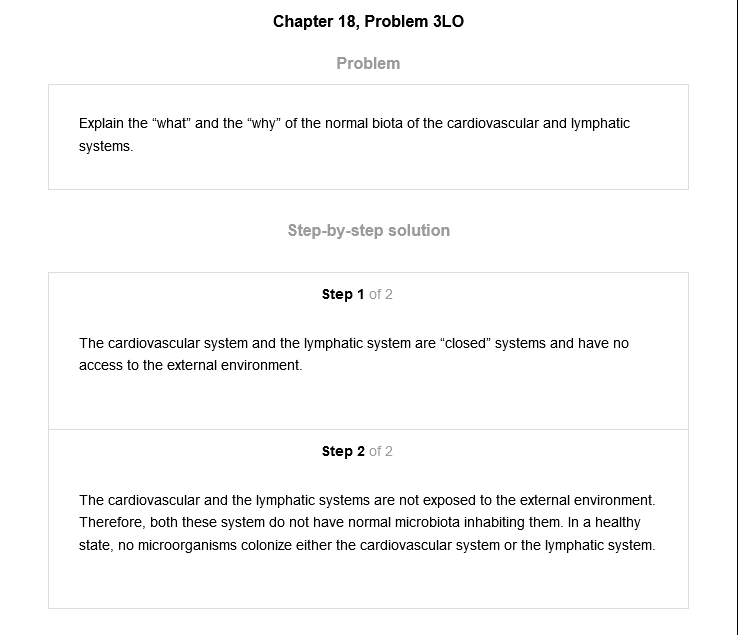 Chapter 18, Problem 3LO
Problem
Explain the “what” and the “why” of the normal biota of the cardiovascular and lymphatic
systems.
Step-by-step solution
Step 1 of 2
The cardiovascular system and the lymphatic system are “closed” systems and have no
access to the external environment.
Step 2 of 2
The cardiovascular and the lymphatic systems are not exposed to the external environment.
Therefore, both these system do not have normal microbiota inhabiting them. In a healthy
state, no microorganisms colonize either the cardiovascular system or the lymphatic system.